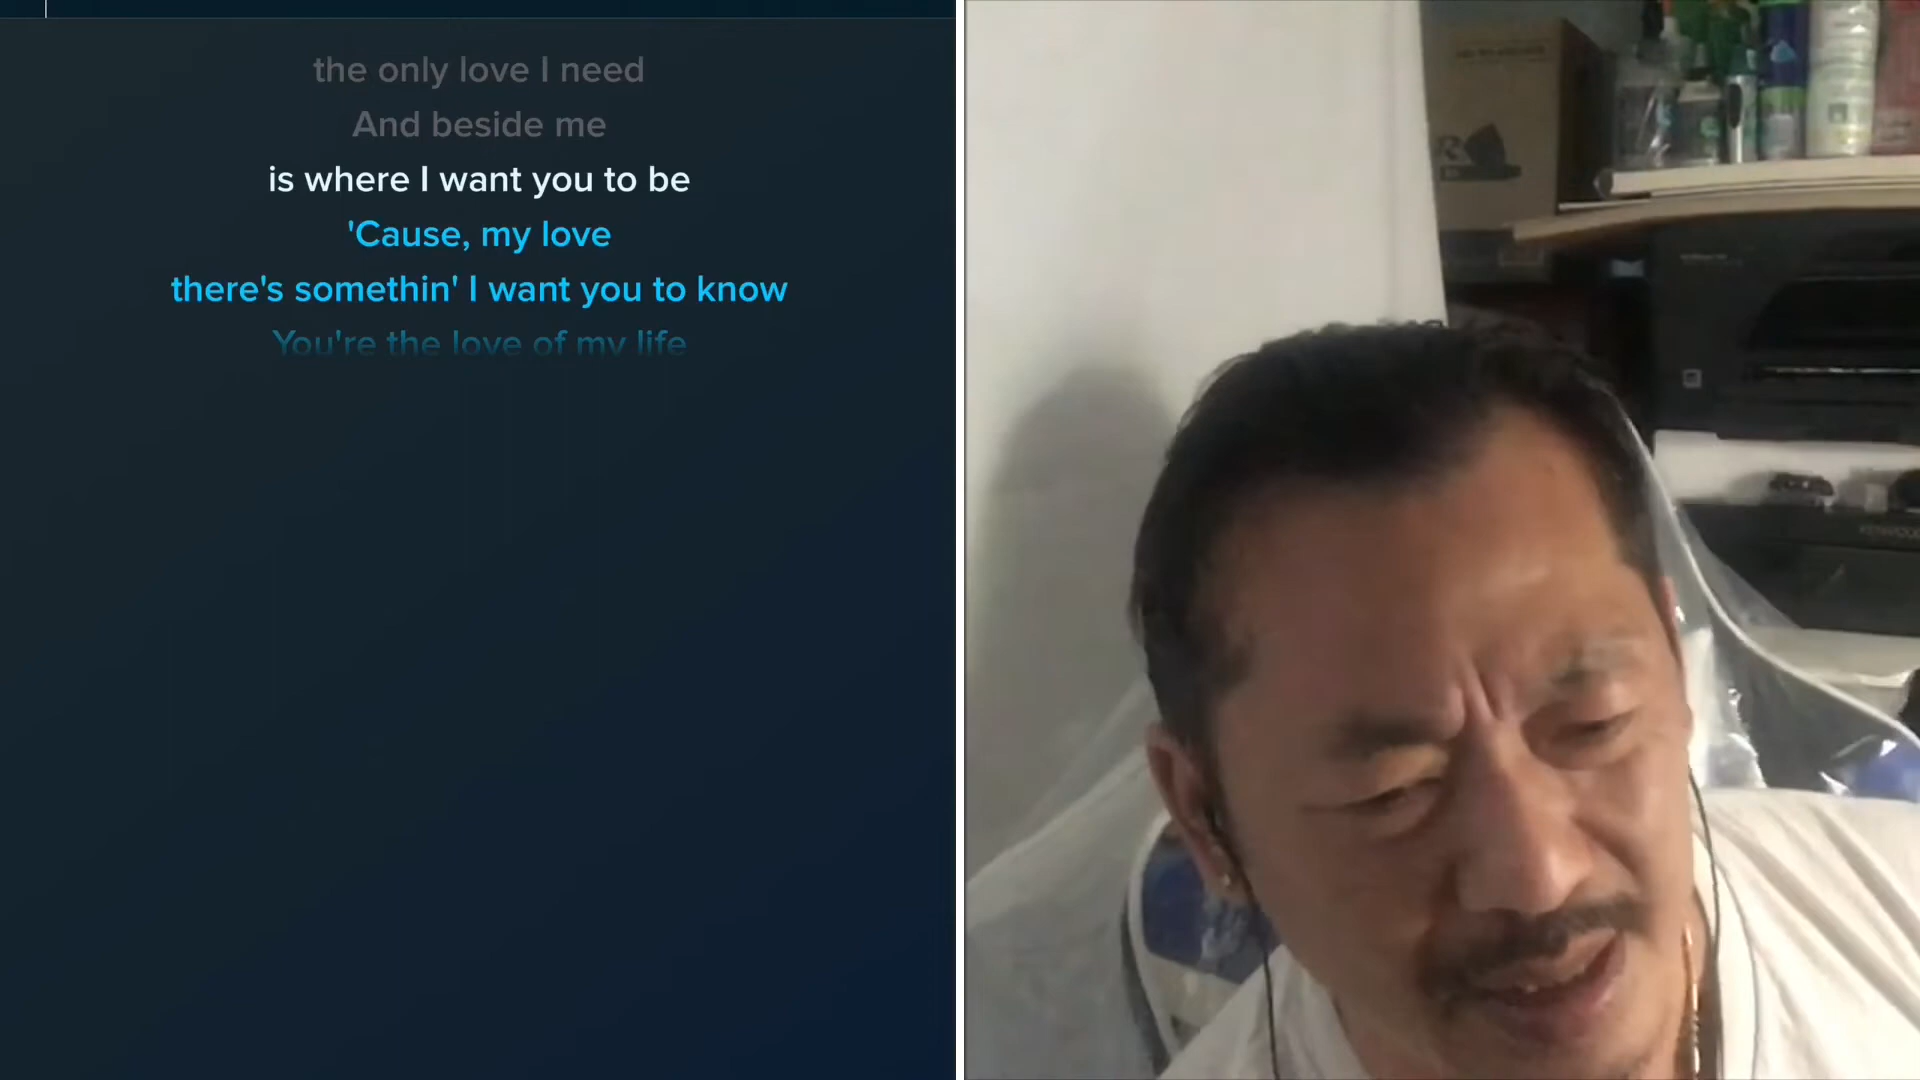 the only love I need
And beside me
is where I want you to be
'Cause, my love
there's somethin' I want you to know
You're the love of my life
KENWOOD